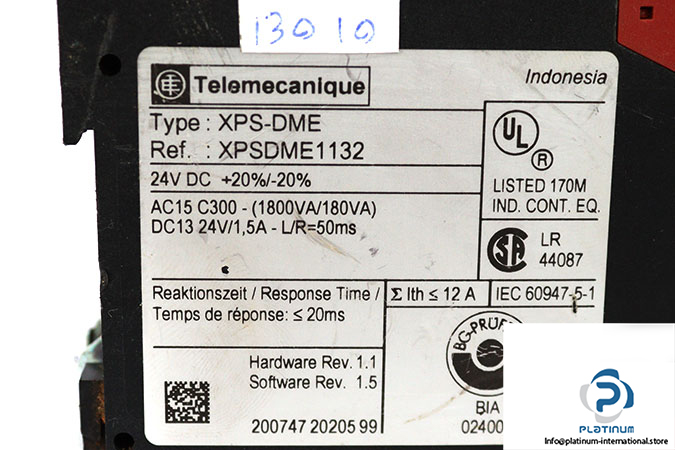 13010
Telemecanique
Indonesia
Type : XPS-DME
Ref. : XPSDME1132
UL
R
LISTED 170M
IND. CONT. EQ.
24V DC +20%/-20%
AC15 C300 - (1800VA/180VA)
DC13 24V/1,5A - L/R=50ms
SA
LR
44087
Reaktionszeit / Response Time /
Temps de réponse: ≤ 20ms
Σ Ith ≤ 12 A
IEC 60947-5-1
Hardware Rev. 1.1
Software Rev. 1.5
200747 20205 99
BIA
PLATINUM
Info@platinum-international.store